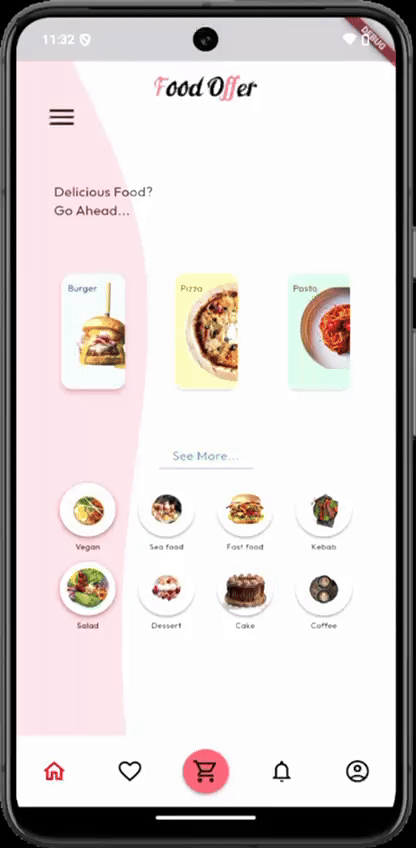 11:32
DEBUG
Food Offer
Delicious Food?
Go Ahead...
Burger
Pizza
Pasta
See More...
Vegan
Sea food
Fast food
Kebab
Salad
Dessert
Cake
Coffee